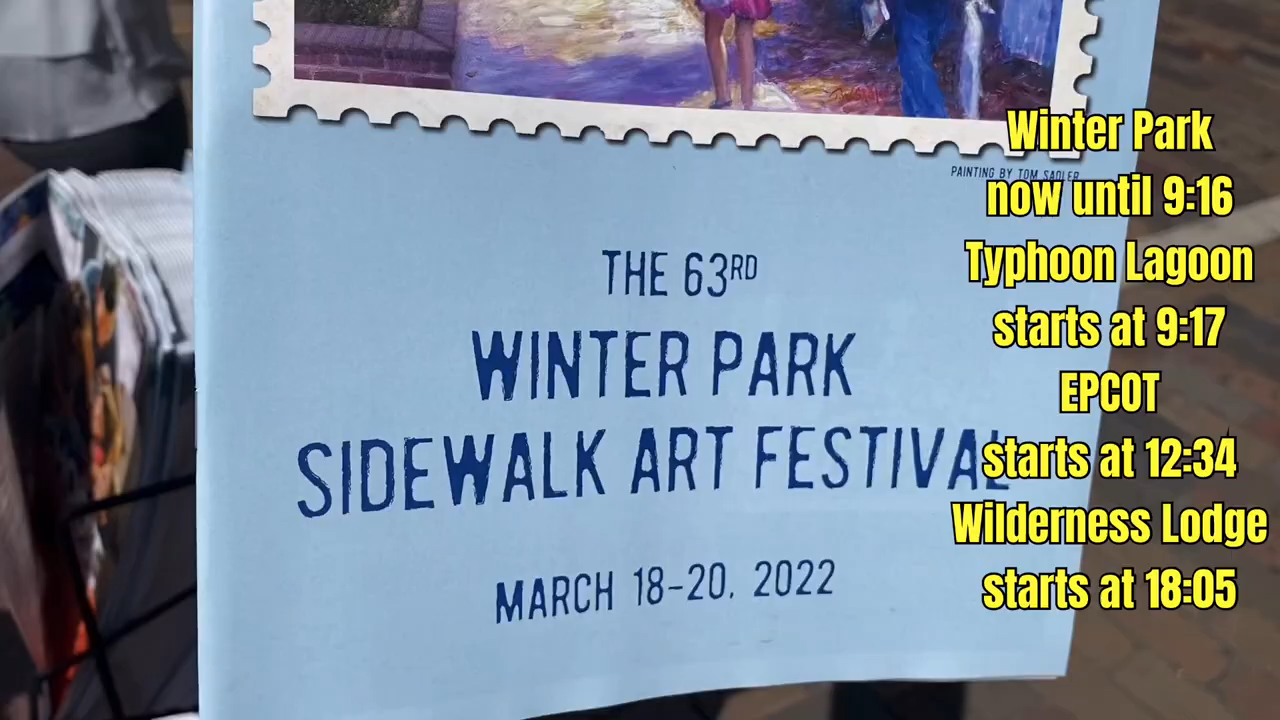 PAINTING BY TOM SADLER
THE 63RD
WINTER PARK
SIDEWALK ART FESTIVAL
MARCH 18-20, 2022
Winter Park
now until 9:16
Typhoon Lagoon
starts at 9:17
EPCOT
starts at 12:34
Wilderness Lodge
starts at 18:05